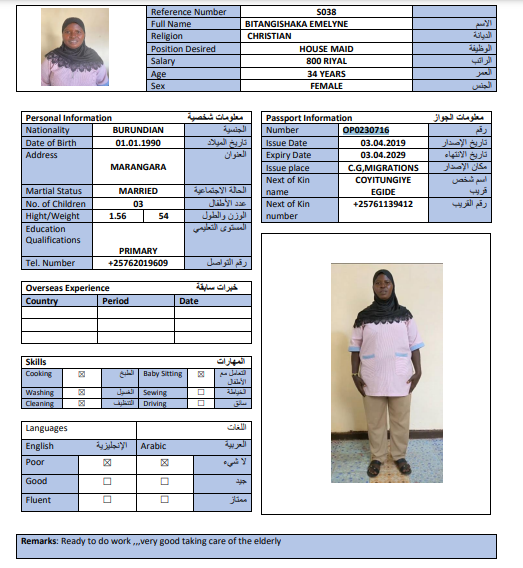 Reference Number S038
Full Name BITANGISHAKA EMELYNE الاسم
Religion CHRISTIAN الديانة
Position Desired HOUSE MAID الوظيفة
Salary 800 RIYAL الراتب
Age 34 YEARS العمر
Sex FEMALE الجنس
Personal Information معلومات شخصية
Nationality BURUNDIAN الجنسية
Date of Birth 01.01.1990 تاريخ الميلاد
Address MARANGARA العنوان
Martial Status MARRIED الحالة الاجتماعية
No. of Children 03 عدد الأطفال
Hight/Weight 1.56 54 الوزن والطول
Education Qualifications PRIMARY المستوى التعليمي
Tel. Number +25762019609 رقم التواصل
Passport Information معلومات الجواز
Number OP0230716 رقم
Issue Date 03.04.2019 تاريخ الإصدار
Expiry Date 03.04.2029 تاريخ الانتهاء
Issue place C.G,MIGRATIONS مكان الإصدار
Next of Kin name COYITUNGIYE EGIDE اسم شخص قريب
Next of Kin number +25761139412 رقم القريب
Overseas Experience خبرات سابقة
Country Period Date
Skills المهارات
Cooking ☒ الطبخ Baby Sitting ☒ التعامل مع الأطفال
Washing ☒ الغسيل Sewing ☐ الخياطة
Cleaning ☒ التنظيف Driving ☐ سائق
Languages اللغات
English الإنجليزية Arabic العربية
Poor ☒ ☒ لا شيء
Good ☐ ☐ جيد
Fluent ☐ ☐ ممتاز
Remarks: Ready to do work ,,,very good taking care of the elderly